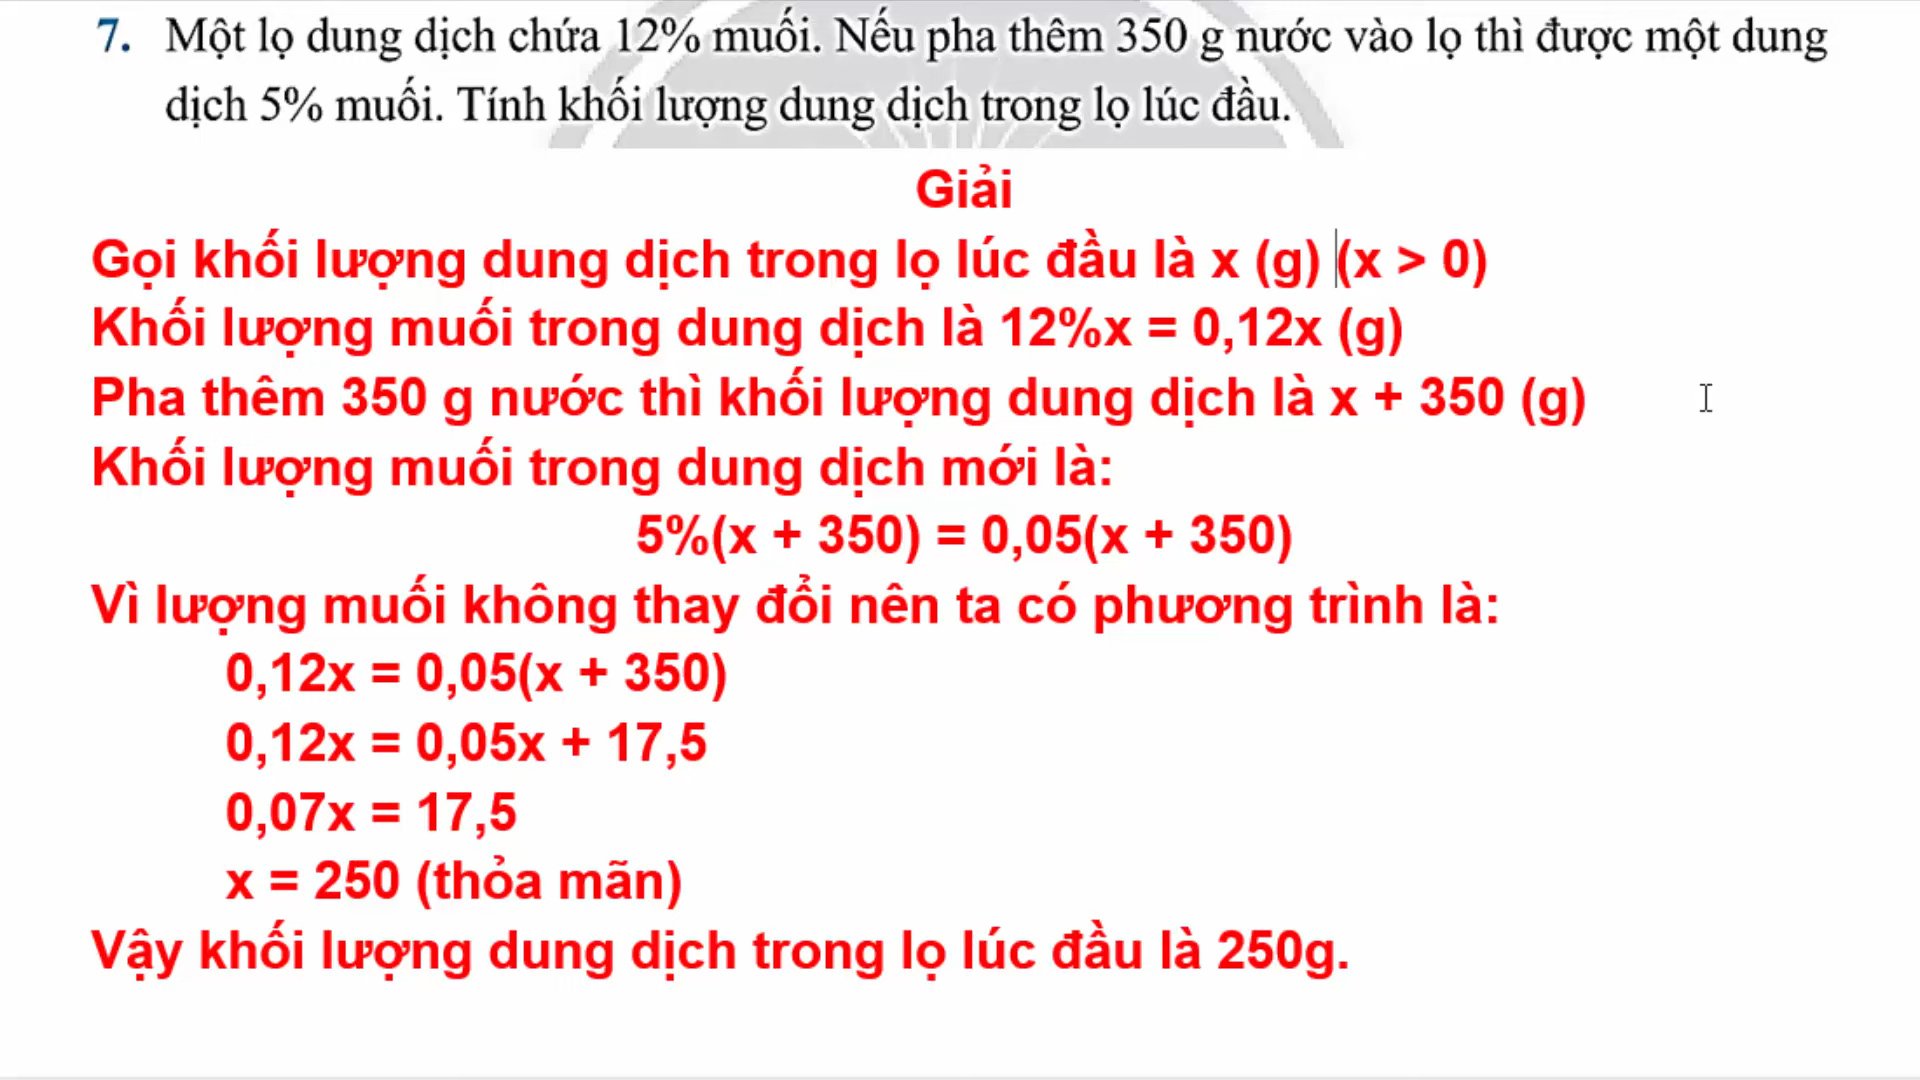 7. Một lọ dung dịch chứa 12% muối. Nếu pha thêm 350 g nước vào lọ thì được một dung
dịch 5% muối. Tính khối lượng dung dịch trong lọ lúc đầu.
Giải
Gọi khối lượng dung dịch trong lọ lúc đầu là x (g) (x > 0)
Khối lượng muối trong dung dịch là 12%x = 0,12x (g)
Pha thêm 350 g nước thì khối lượng dung dịch là x + 350 (g)
Khối lượng muối trong dung dịch mới là:
5%(x + 350) = 0,05(x + 350)
Vì lượng muối không thay đổi nên ta có phương trình là:
0,12x = 0,05(x + 350)
0,12x = 0,05x + 17,5
0,07x = 17,5
x = 250 (thỏa mãn)
Vậy khối lượng dung dịch trong lọ lúc đầu là 250g.